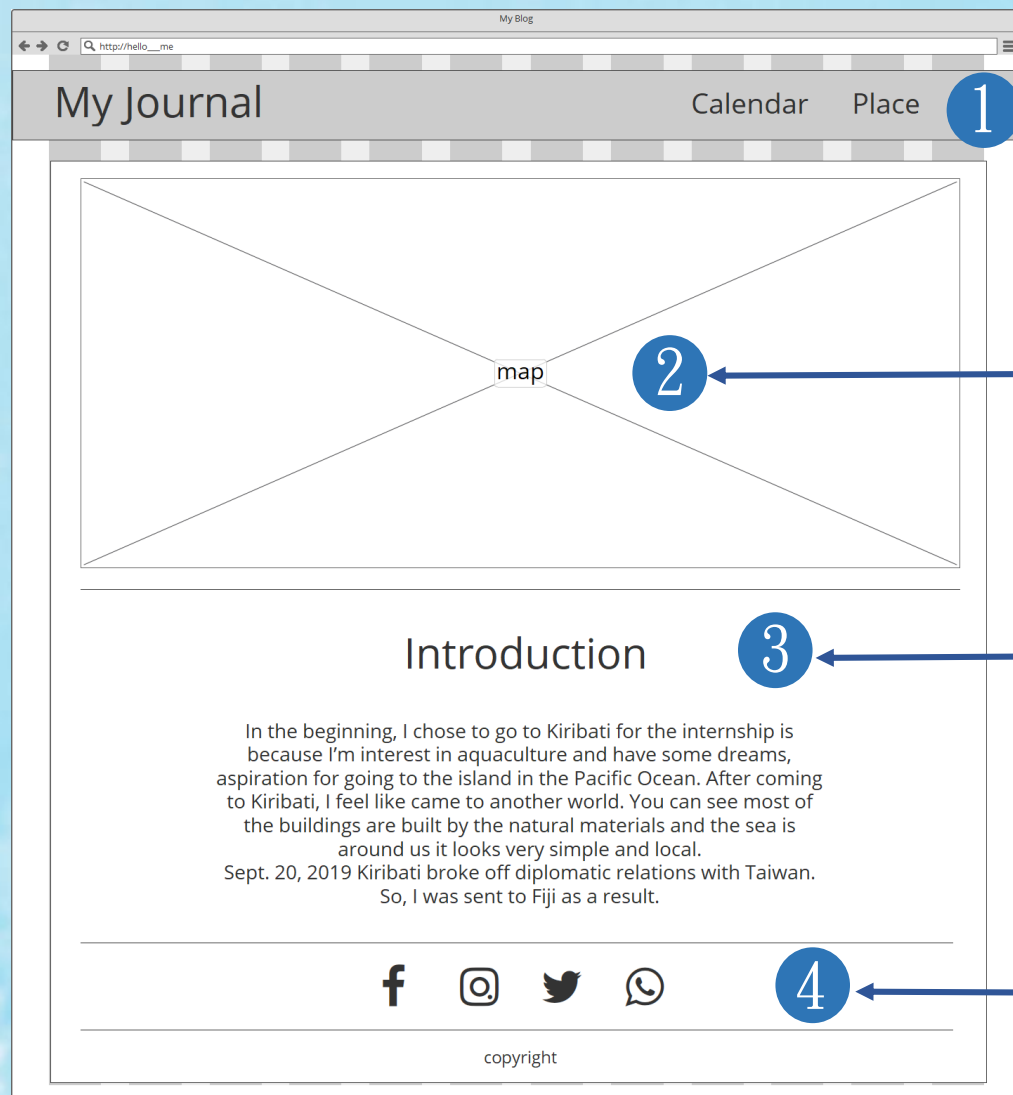 My Blog
http://hello___me
My Journal
Calendar Place
1
map
2
Introduction
3
In the beginning, I chose to go to Kiribati for the internship is
because I’m interest in aquaculture and have some dreams,
aspiration for going to the island in the Pacific Ocean. After coming
to Kiribati, I feel like came to another world. You can see most of
the buildings are built by the natural materials and the sea is
around us it looks very simple and local.
Sept. 20, 2019 Kiribati broke off diplomatic relations with Taiwan.
So, I was sent to Fiji as a result.
4
copyright